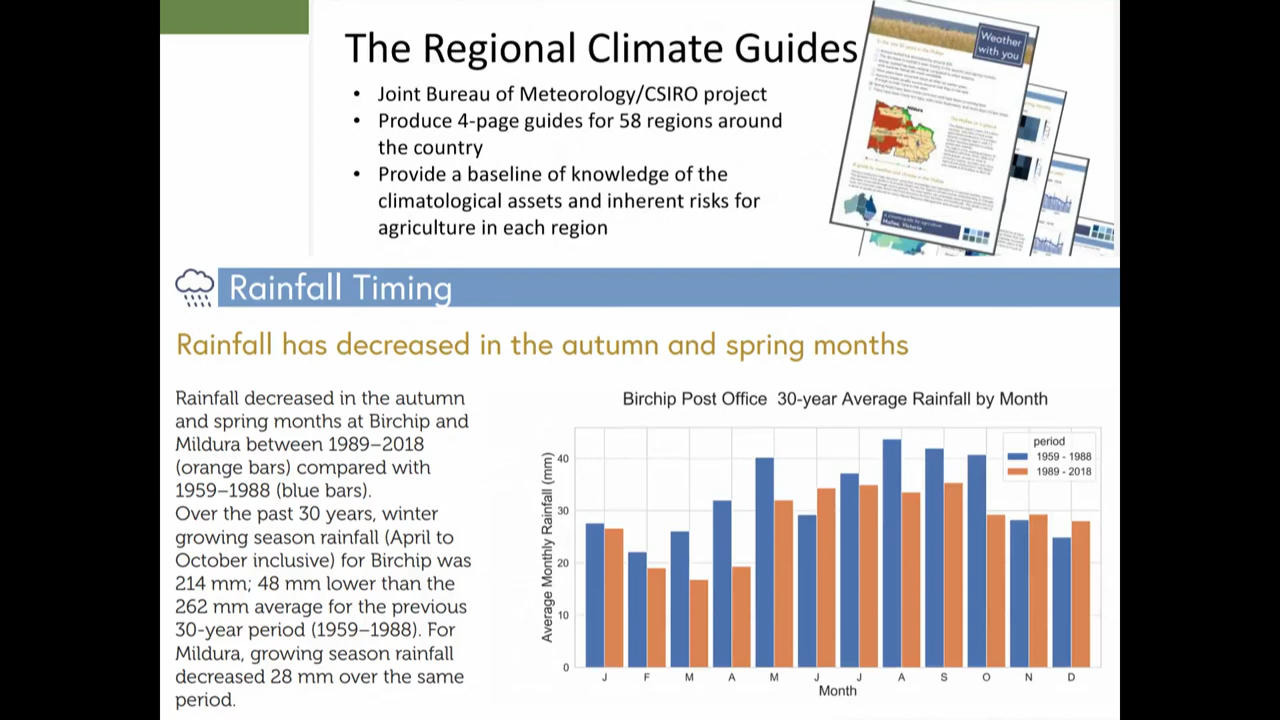 The Regional Climate Guides
• Joint Bureau of Meteorology/CSIRO project
• Produce 4-page guides for 58 regions around
the country
• Provide a baseline of knowledge of the
climatological assets and inherent risks for
agriculture in each region
Weather
with you
Rainfall Timing
Rainfall has decreased in the autumn and spring months
Rainfall decreased in the autumn
and spring months at Birchip and
Mildura between 1989–2018
(orange bars) compared with
1959–1988 (blue bars).
Over the past 30 years, winter
growing season rainfall (April to
October inclusive) for Birchip was
214 mm; 48 mm lower than the
262 mm average for the previous
30-year period (1959–1988). For
Mildura, growing season rainfall
decreased 28 mm over the same
period.
Birchip Post Office 30-year Average Rainfall by Month
period
1959 - 1988
1989 - 2018
Average Monthly Rainfall (mm)
40
30
20
10
0
J F M A M J J A S O N D
Month